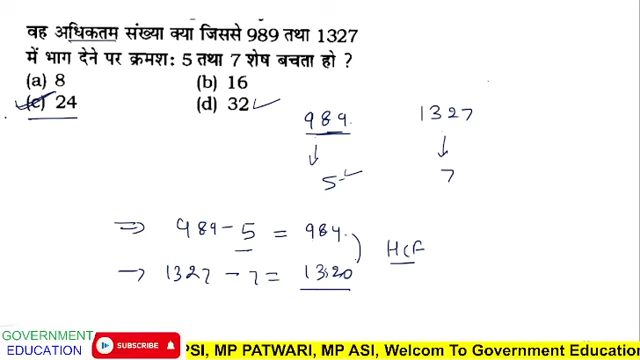 वह अधिकतम संख्या क्या जिससे 989 तथा 1327
में भाग देने पर क्रमश: 5 तथा 7 शेष बचता हो ?
(a) 8 (b) 16
(c) 24 (d) 32
989 1327
5 7
⇒ 989 - 5 = 984
→ 1327 - 7 = 1320
HCF
GOVERNMENT
EDUCATION
SUBSCRIBE
PSI, MP PATWARI, MP ASI, Welcom To Government Education